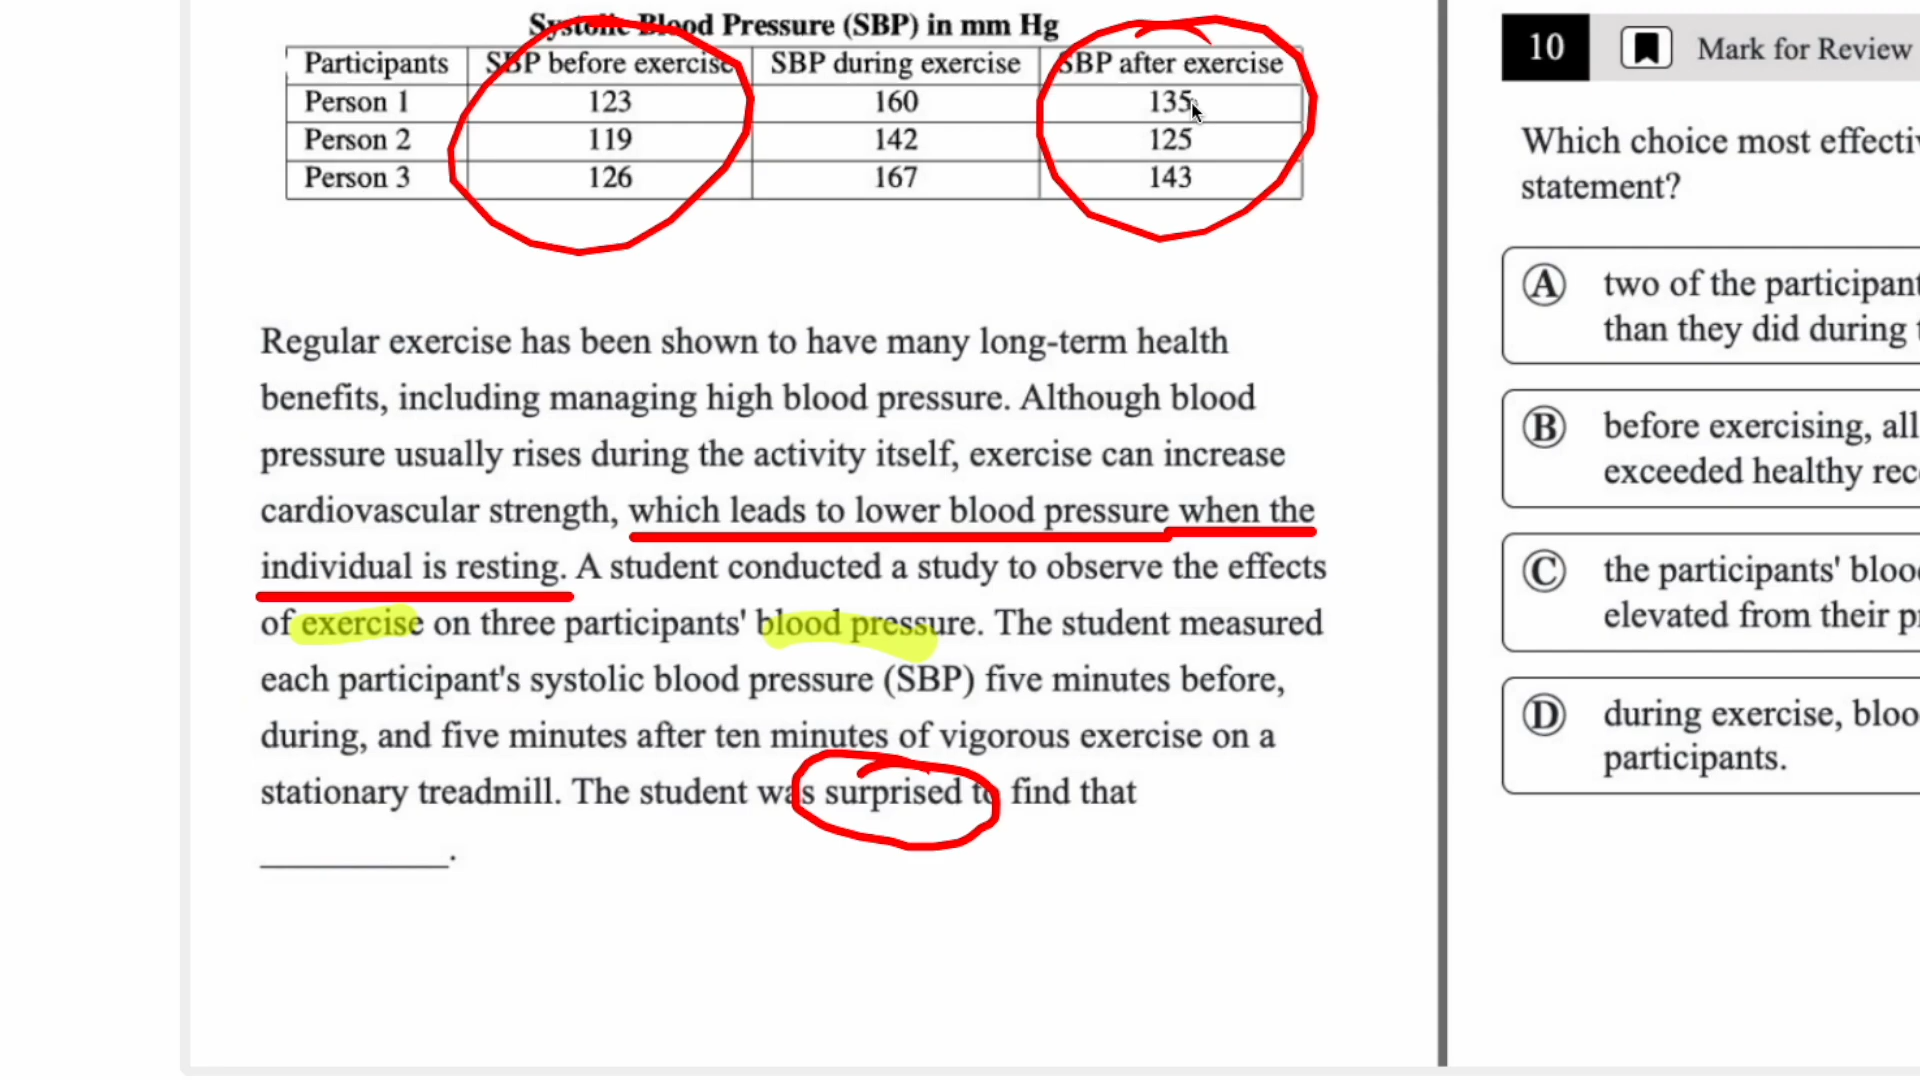 Systolic Blood Pressure (SBP) in mm Hg
Participants SBP before exercise SBP during exercise SBP after exercise
Person 1 123 160 135
Person 2 119 142 125
Person 3 126 167 143
Regular exercise has been shown to have many long-term health
benefits, including managing high blood pressure. Although blood
pressure usually rises during the activity itself, exercise can increase
cardiovascular strength, which leads to lower blood pressure when the
individual is resting. A student conducted a study to observe the effects
of exercise on three participants' blood pressure. The student measured
each participant's systolic blood pressure (SBP) five minutes before,
during, and five minutes after ten minutes of vigorous exercise on a
stationary treadmill. The student was surprised to find that
__________.
10 Mark for Review
Which choice most
statement?
A two of the
than they did during
B before exercising, all
exceeded healthy
C the participants'
elevated from their
D during exercise,
participants.